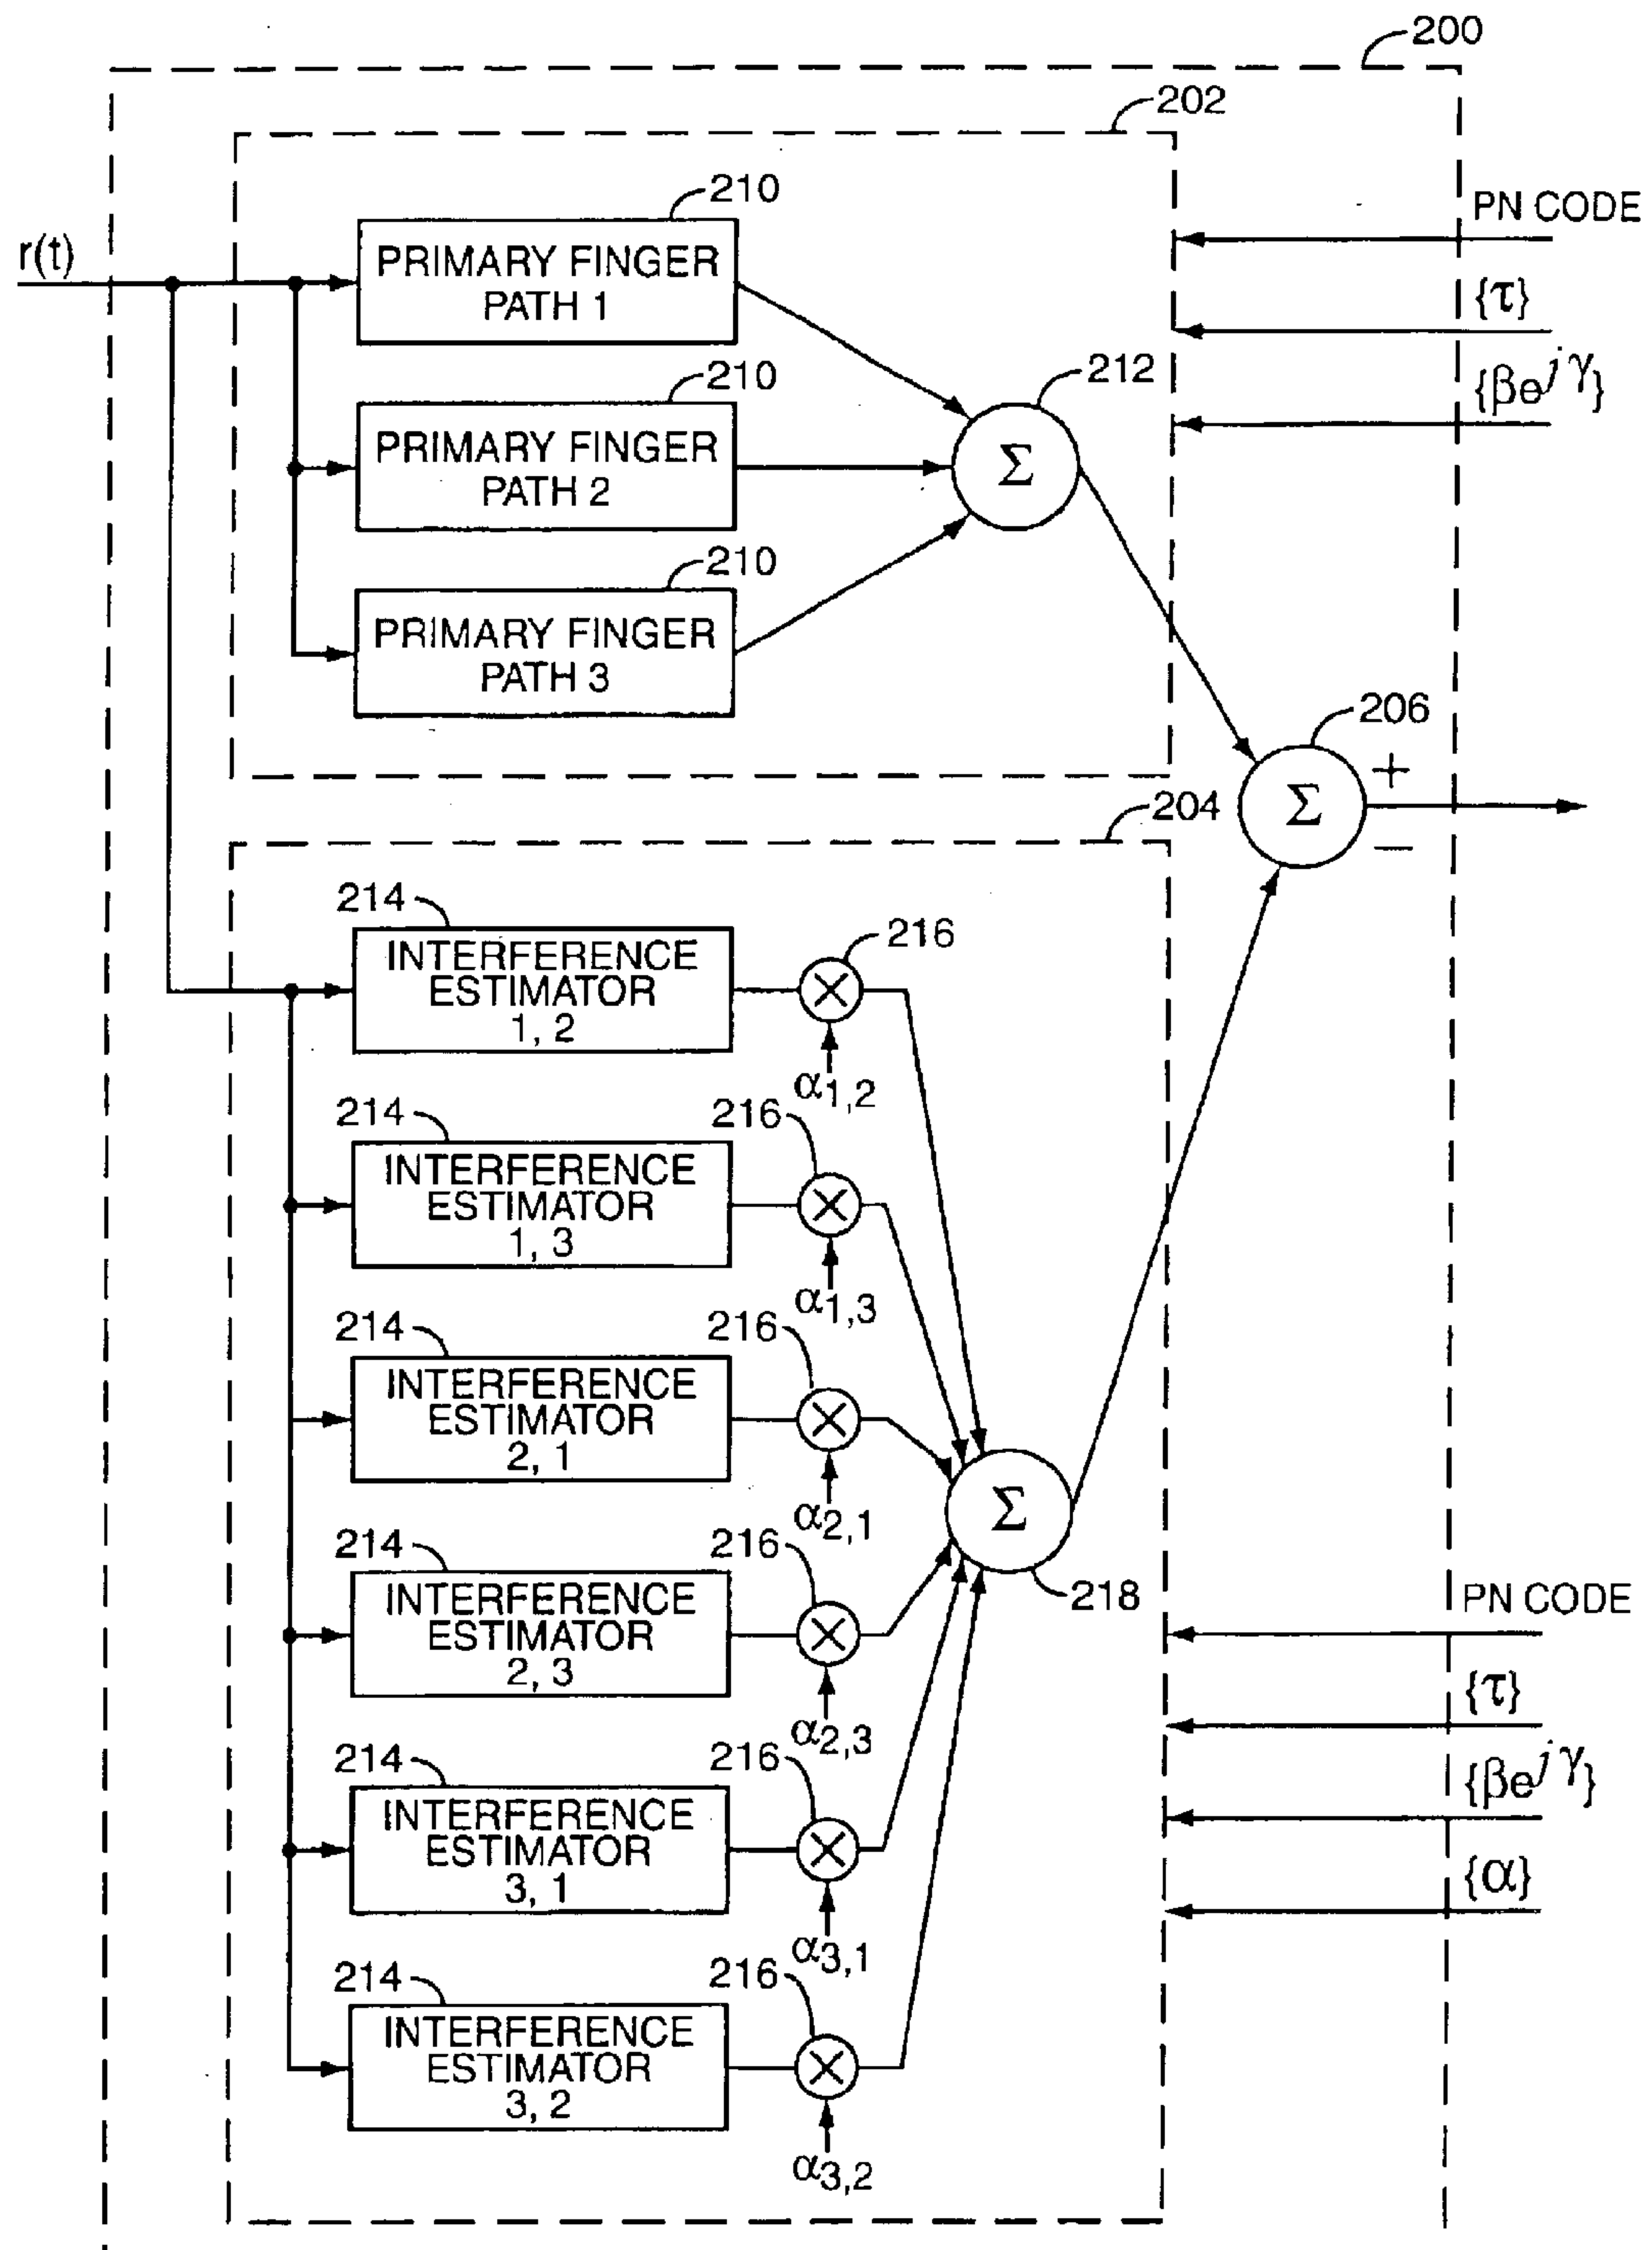 200
202
210
PRIMARY FINGER
PATH 1
r(t)
PN CODE
{τ}
{βe^jγ}
210
PRIMARY FINGER
PATH 2
212
Σ
210
PRIMARY FINGER
PATH 3
206
Σ
+
−
204
214
INTERFERENCE
ESTIMATOR
1, 2
216
α1,2
214
INTERFERENCE
ESTIMATOR
1, 3
216
α1,3
214
INTERFERENCE
ESTIMATOR
2, 1
216
α2,1
Σ
218
214
INTERFERENCE
ESTIMATOR
2, 3
216
α2,3
PN CODE
{τ}
{βe^jγ}
{α}
214
INTERFERENCE
ESTIMATOR
3, 1
216
α3,1
214
INTERFERENCE
ESTIMATOR
3, 2
216
α3,2